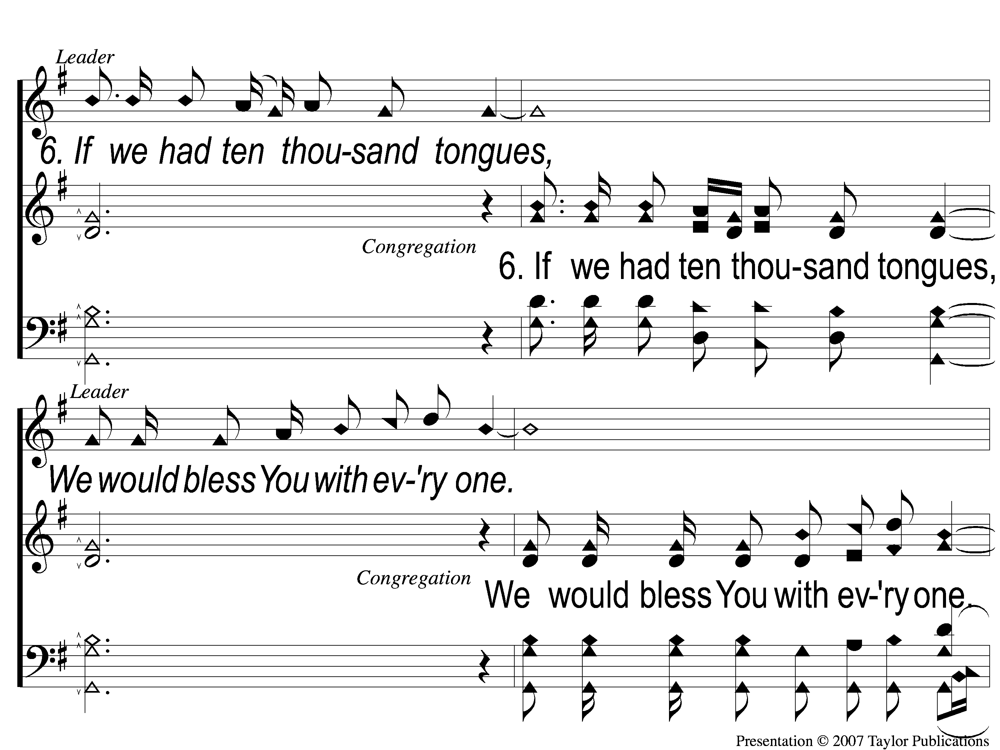 Leader
6. If we had ten thou-sand tongues,
Congregation
6. If we had ten thou-sand tongues,
Leader
We would bless You with ev-'ry one.
Congregation
We would bless You with ev-'ry one.
Presentation © 2007 Taylor Publications